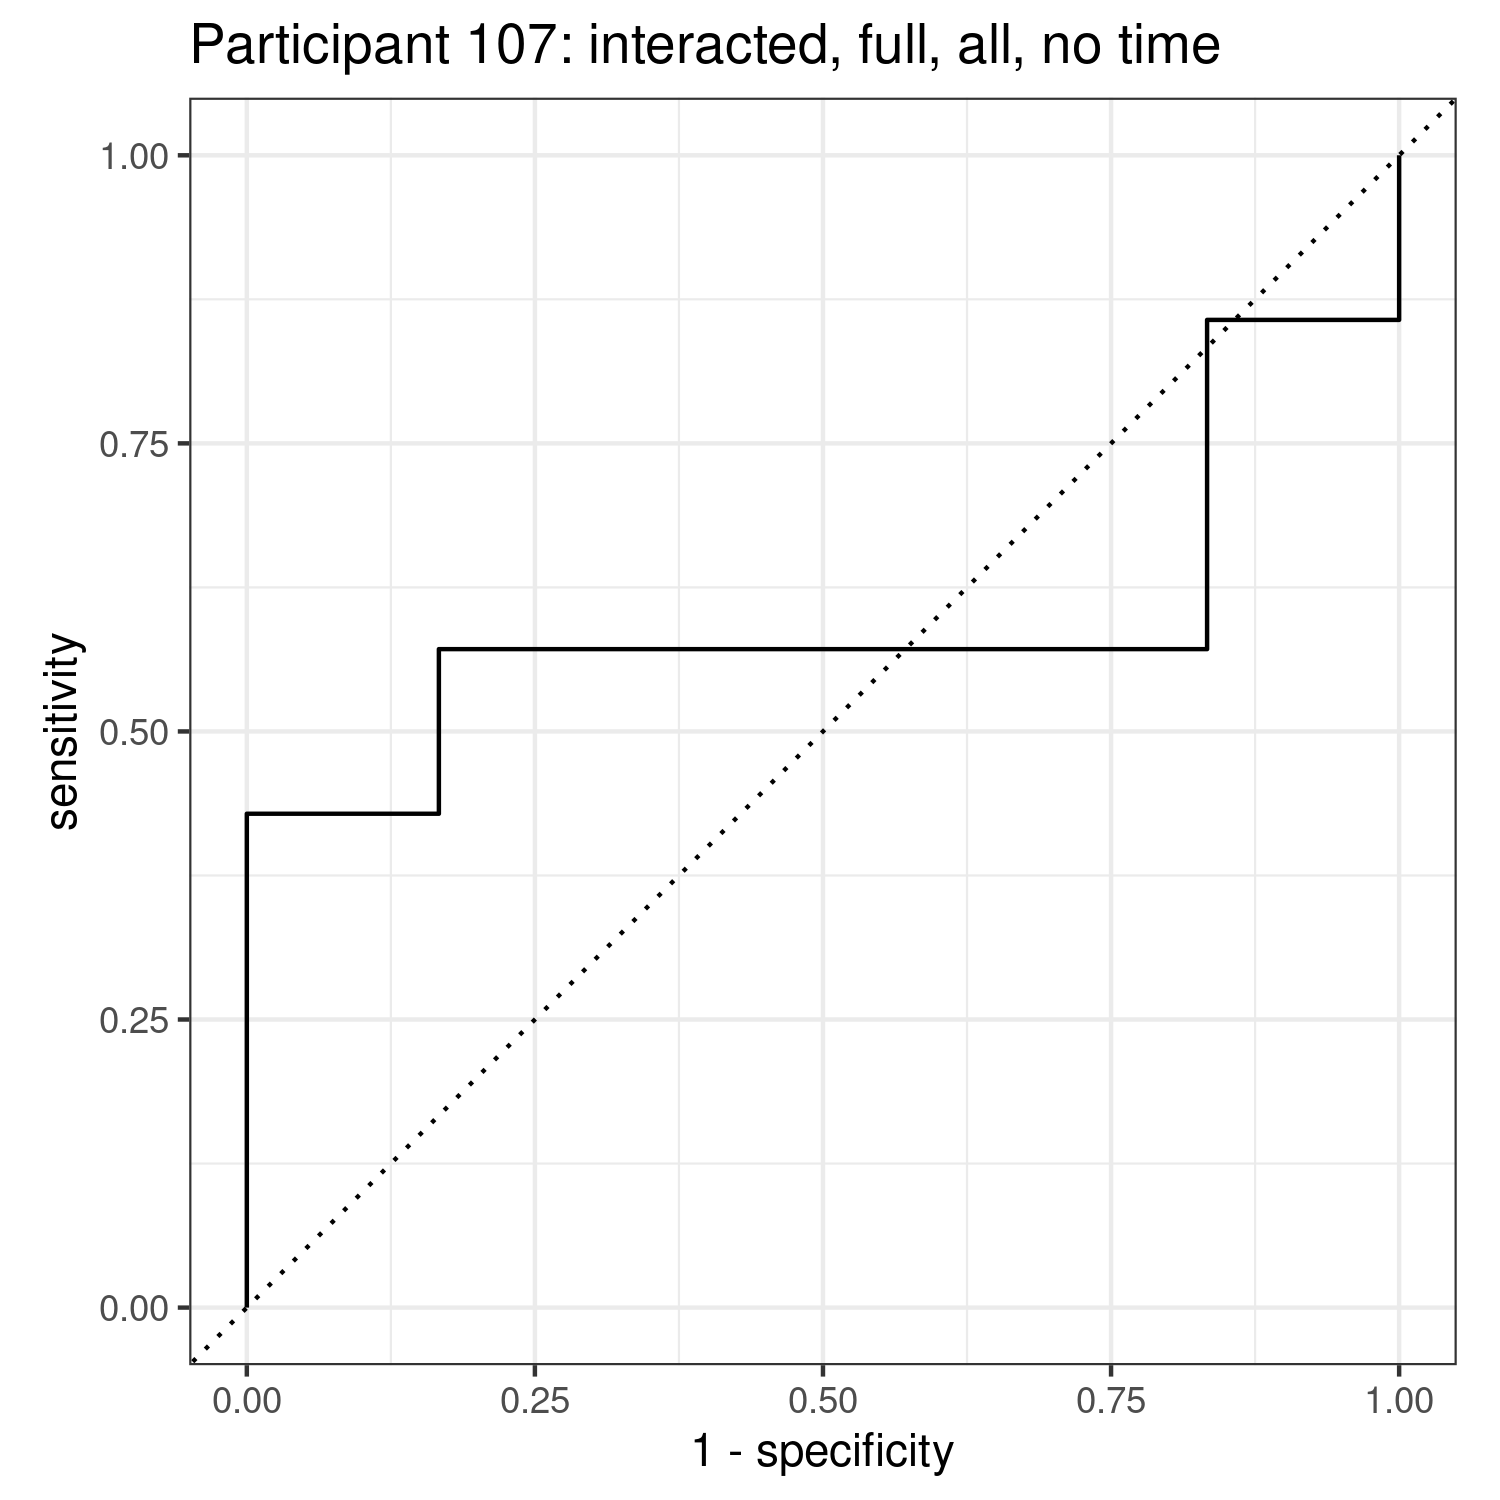 Participant 107: interacted, full, all, no time
1.00
0.75
0.50
0.25
0.00
sensitivity
0.00 0.25 0.50 0.75 1.00
1 - specificity